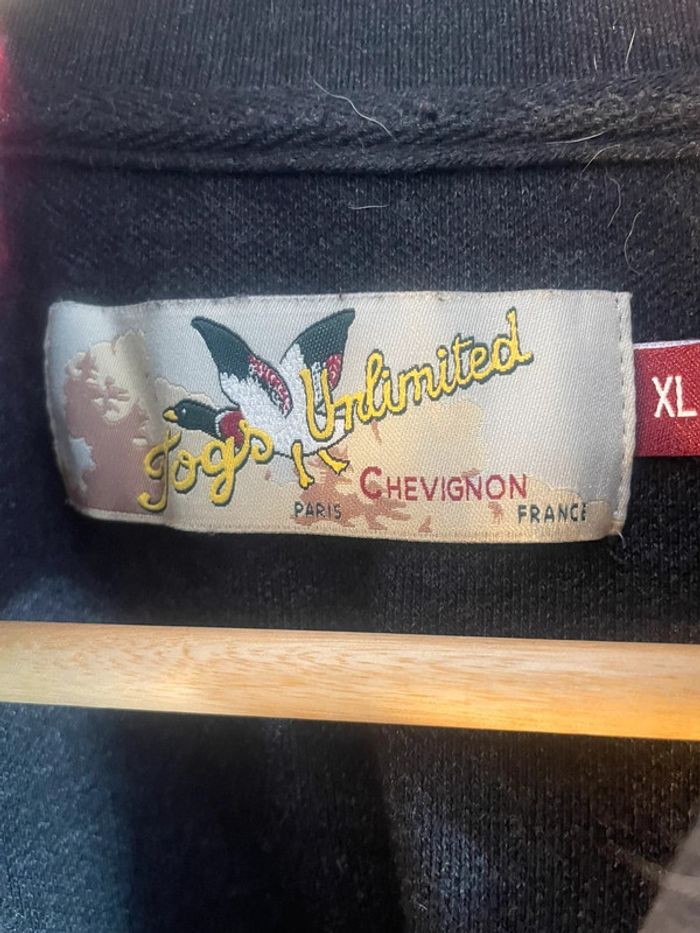 Togs Unlimited
CHEVIGNON
PARIS FRANCE
XL